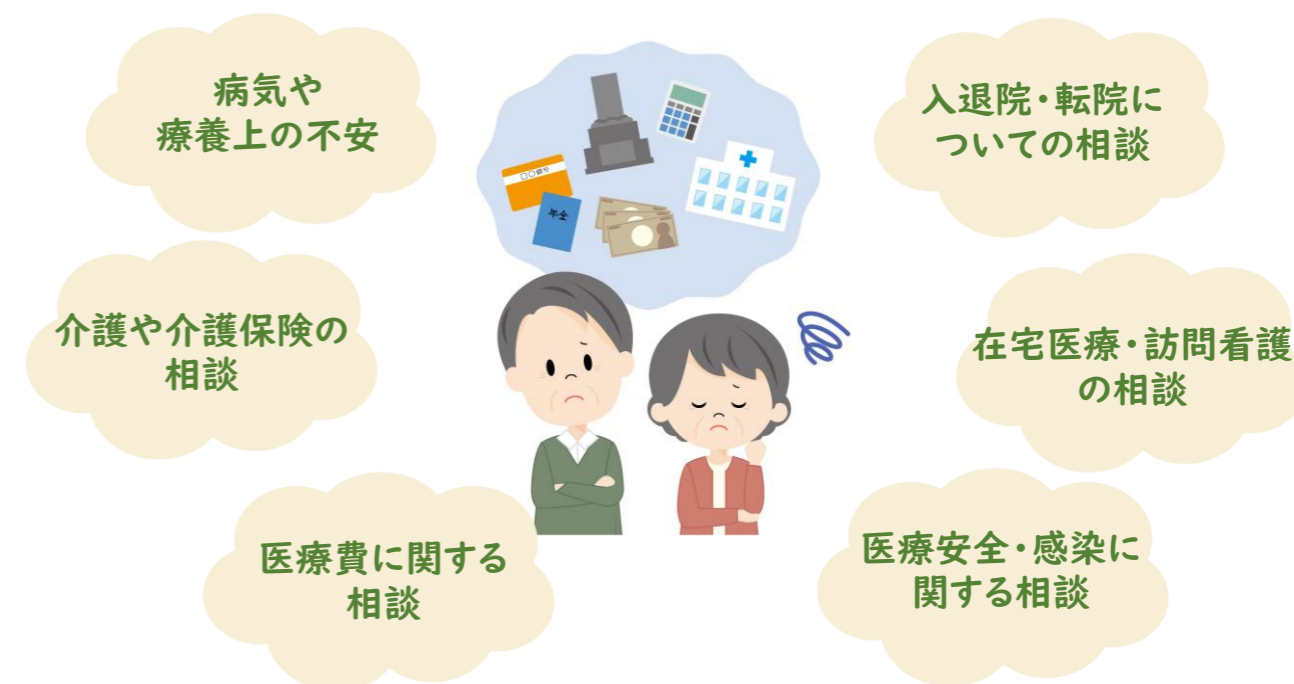 病気や
療養上の不安
入退院・転院に
ついての相談
年金
介護や介護保険の
相談
在宅医療・訪問看護
の相談
医療費に関する
相談
医療安全・感染に
関する相談